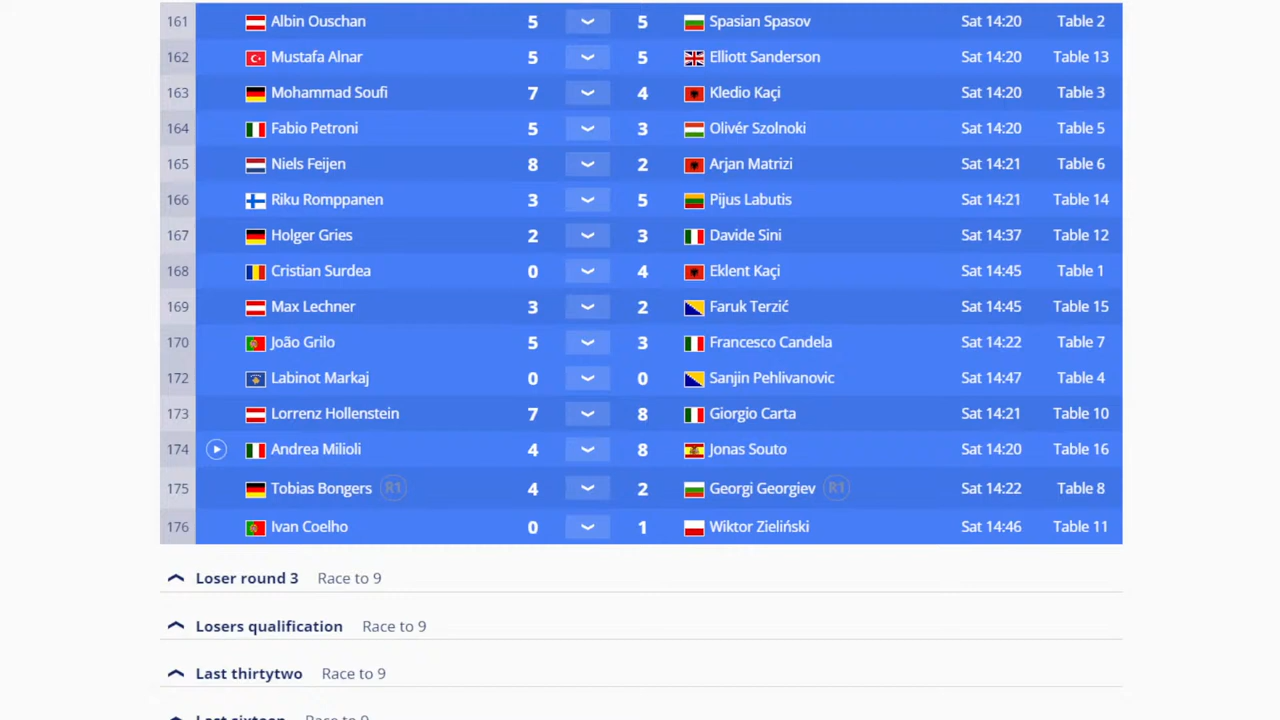 161 Albin Ouschan 5 5 Spasian Spasov Sat 14:20 Table 2
162 Mustafa Alnar 5 5 Elliott Sanderson Sat 14:20 Table 13
163 Mohammad Soufi 7 4 Kledio Kaçi Sat 14:20 Table 3
164 Fabio Petroni 5 3 Olivér Szolnoki Sat 14:20 Table 5
165 Niels Feijen 8 2 Arjan Matrizi Sat 14:21 Table 6
166 Riku Romppanen 3 5 Pijus Labutis Sat 14:21 Table 14
167 Holger Gries 2 3 Davide Sini Sat 14:37 Table 12
168 Cristian Surdea 0 4 Eklent Kaçi Sat 14:45 Table 1
169 Max Lechner 3 2 Faruk Terzić Sat 14:45 Table 15
170 João Grilo 5 3 Francesco Candela Sat 14:22 Table 7
172 Labinot Markaj 0 0 Sanjin Pehlivanovic Sat 14:47 Table 4
173 Lorrenz Hollenstein 7 8 Giorgio Carta Sat 14:21 Table 10
174 Andrea Milioli 4 8 Jonas Souto Sat 14:20 Table 16
175 Tobias Bongers R1 4 2 Georgi Georgiev R1 Sat 14:22 Table 8
176 Ivan Coelho 0 1 Wiktor Zieliński Sat 14:46 Table 11
Loser round 3 Race to 9
Losers qualification Race to 9
Last thirtytwo Race to 9
Last sixteen Race to 9